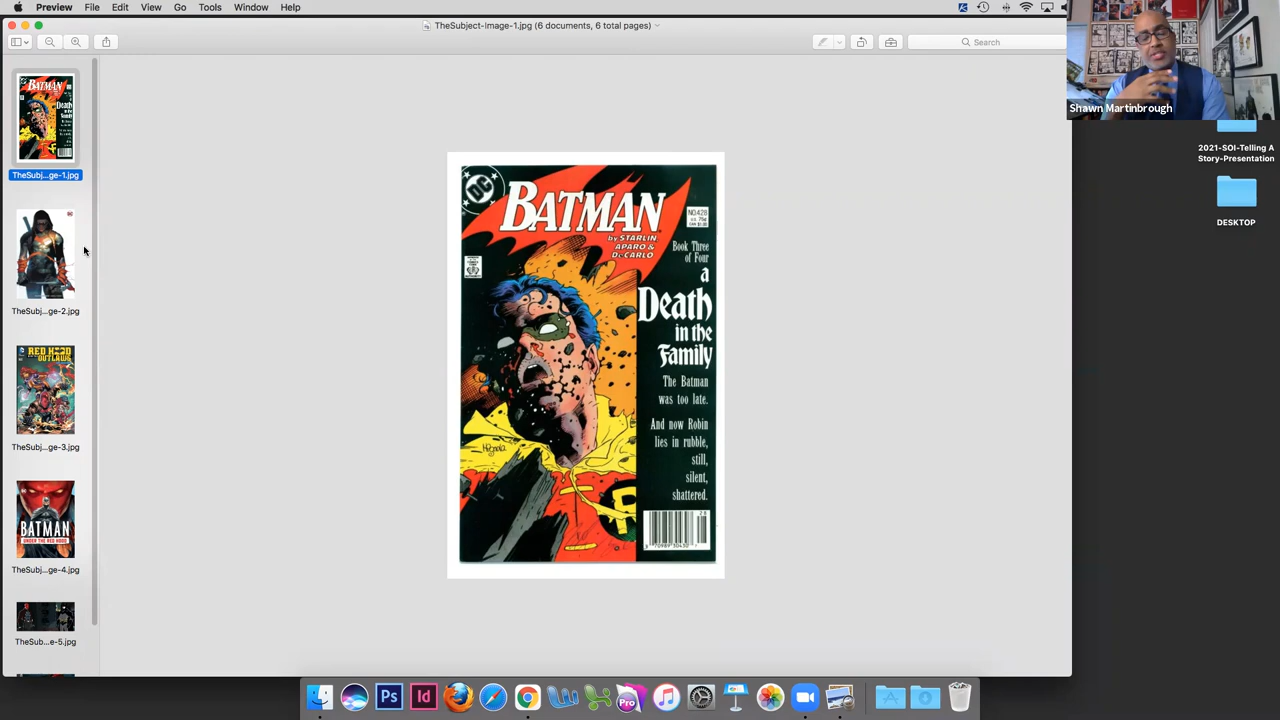 Preview File Edit View Go Tools Window Help
TheSubject-Image-1.jpg (6 documents, 6 total pages)
Search
Shawn Martinbrough
2021-SOI-Telling A
Story-Presentation
DESKTOP
BATMAN
TheSubj...ge-1.jpg
TheSubj...ge-2.jpg
RED HOOD
OUTLAWS
TheSubj...ge-3.jpg
BATMAN
UNDER THE RED HOOD
TheSubj...ge-4.jpg
TheSub...e-5.jpg
DC
BATMAN
by STARLIN,
APARO &
DeCARLO
NO.428
Book Three
of Four
a
Death
in the
Family
The Batman
was too late.
And now Robin
lies in rubble,
still,
silent,
shattered.
R
Ps
Id
Pro